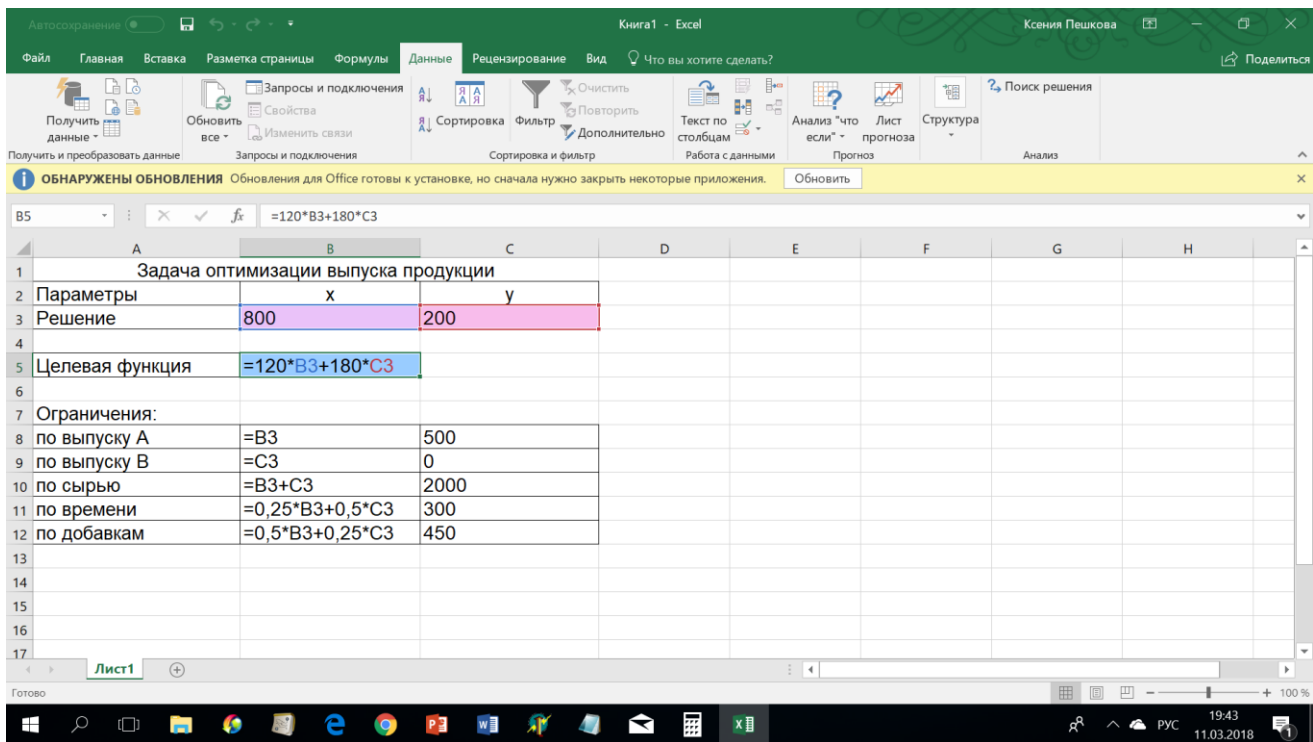 Автосохранение
Книга1 - Excel
Ксения Пешкова
Файл Главная Вставка Разметка страницы Формулы Данные Рецензирование Вид Что вы хотите сделать? Поделиться
Получить данные
Обновить все
Запросы и подключения
Свойства
Изменить связи
Сортировка
Фильтр
Очистить
Повторить
Дополнительно
Текст по столбцам
Анализ "что если"
Лист прогноза
Структура
Поиск решения
Получить и преобразовать данные Запросы и подключения Сортировка и фильтр Работа с данными Прогноз Анализ
ОБНАРУЖЕНЫ ОБНОВЛЕНИЯ Обновления для Office готовы к установке, но сначала нужно закрыть некоторые приложения. Обновить
B5 fx =120*B3+180*C3
A B C D E F G H
1 Задача оптимизации выпуска продукции
2 Параметры x y
3 Решение 800 200
4
5 Целевая функция =120*B3+180*C3
6
7 Ограничения:
8 по выпуску А =B3 500
9 по выпуску В =C3 0
10 по сырью =B3+C3 2000
11 по времени =0,25*B3+0,5*C3 300
12 по добавкам =0,5*B3+0,25*C3 450
13
14
15
16
17
Лист1
Готово 100 %
РУС 19:43
11.03.2018